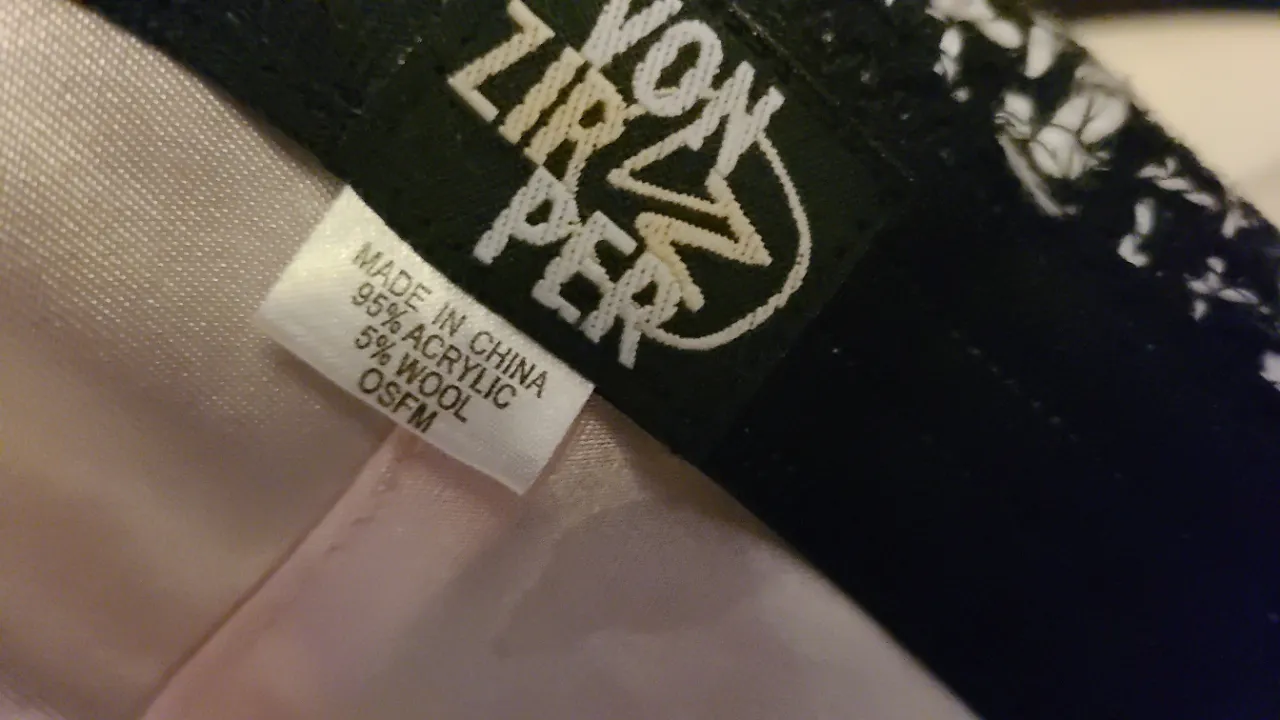 VON
ZIP
PER
MADE IN CHINA
95% ACRYLIC
5% WOOL
OSFM